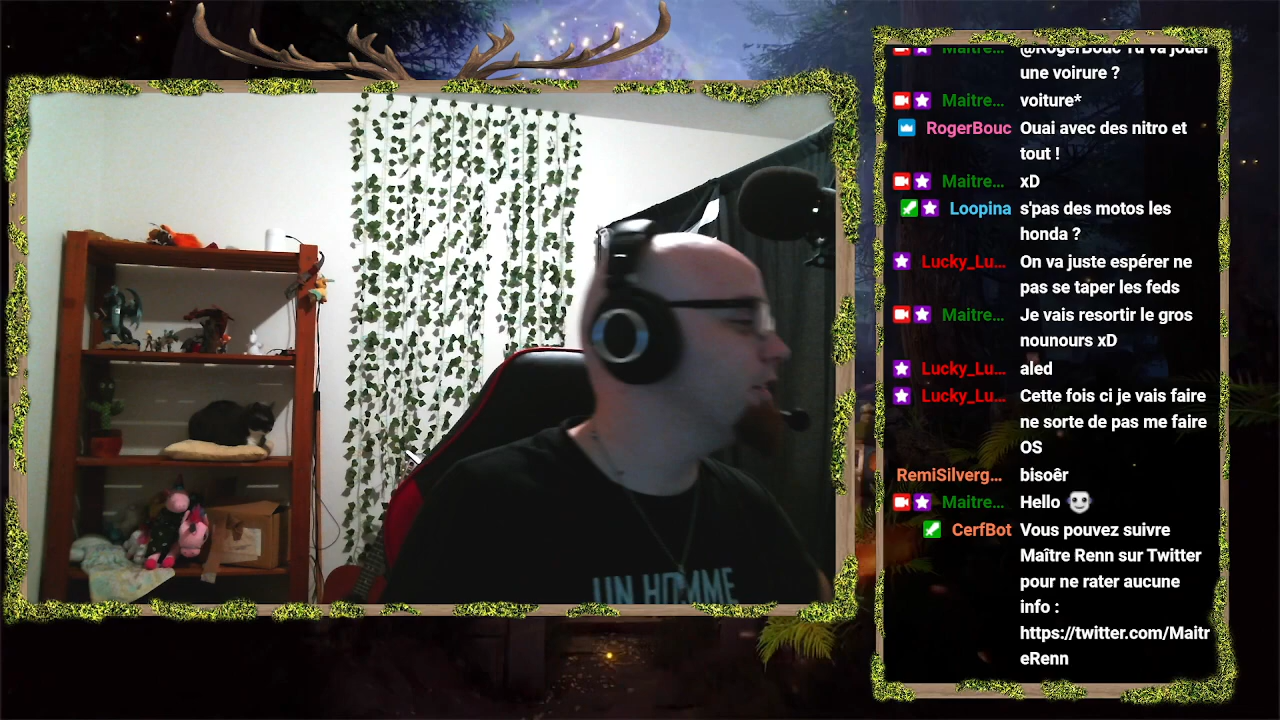 Maitre… @RogerBouc Tu va jouer
une voirure ?
Maitre… voiture*
RogerBouc Ouai avec des nitro et
tout !
Maitre… xD
Loopina s'pas des motos les
honda ?
Lucky_Lu… On va juste espérer ne
pas se taper les feds
Maitre… Je vais resortir le gros
nounours xD
Lucky_Lu… aled
Lucky_Lu… Cette fois ci je vais faire
ne sorte de pas me faire
OS
RemiSilverg… bisoêr
Maitre… Hello
CerfBot Vous pouvez suivre
Maître Renn sur Twitter
pour ne rater aucune
info :
https://twitter.com/Maitr
eRenn
UN HOMME